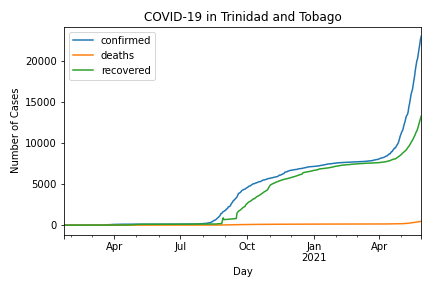 COVID-19 in Trinidad and Tobago
confirmed
deaths
recovered
Number of Cases
20000
15000
10000
5000
0
Apr
Jul
Oct
Jan
2021
Apr
Day